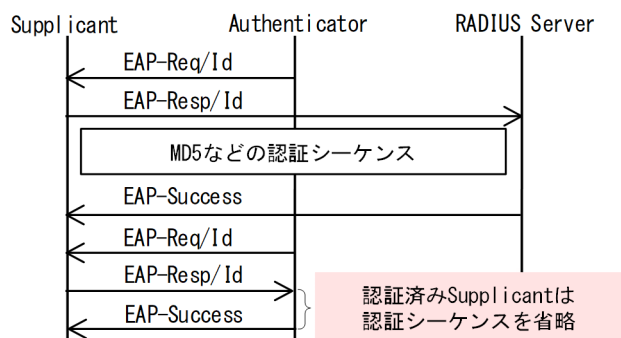 Supplicant
Authenticator
RADIUS Server
EAP-Req/Id
EAP-Resp/Id
MD5などの認証シーケンス
EAP-Success
EAP-Req/Id
EAP-Resp/Id
EAP-Success
認証済みSupplicantは
認証シーケンスを省略